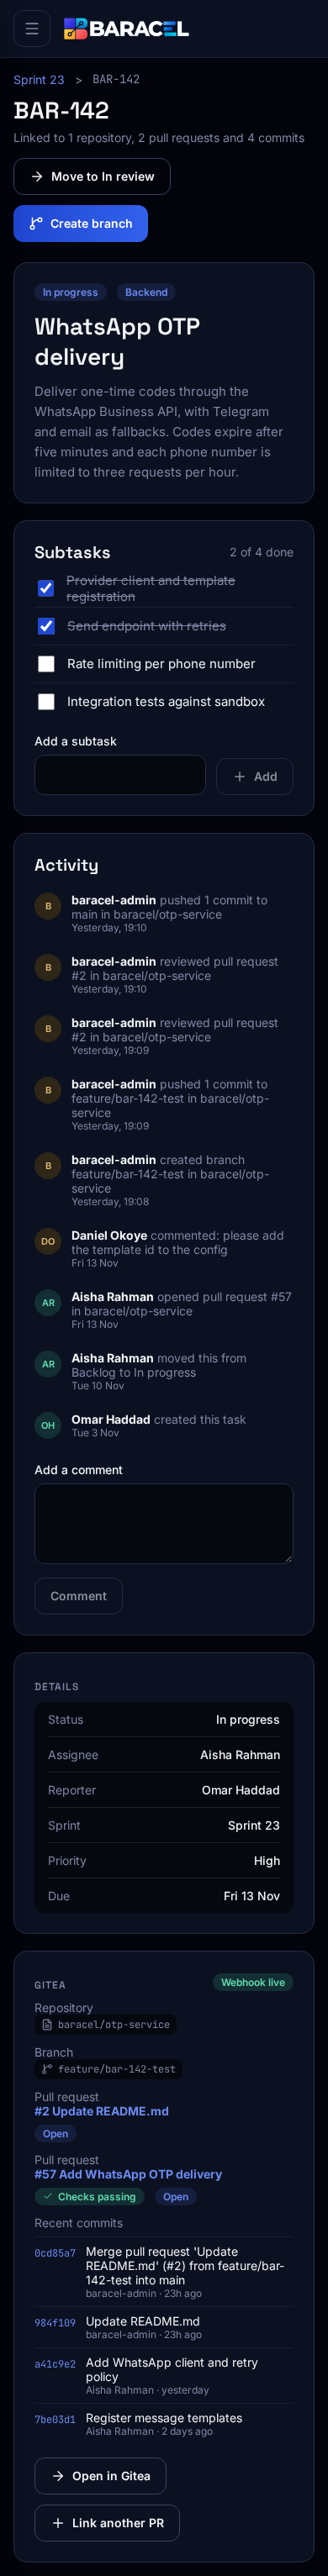 BARACEL
Sprint 23 > BAR-142
BAR-142
Linked to 1 repository, 2 pull requests and 4 commits
Move to In review
Create branch
In progress Backend
WhatsApp OTP
delivery
Deliver one-time codes through the
WhatsApp Business API, with Telegram
and email as fallbacks. Codes expire after
five minutes and each phone number is
limited to three requests per hour.
Subtasks 2 of 4 done
Provider client and template
registration
Send endpoint with retries
Rate limiting per phone number
Integration tests against sandbox
Add a subtask
Add
Activity
B baracel-admin pushed 1 commit to
main in baracel/otp-service
Yesterday, 19:10
B baracel-admin reviewed pull request
#2 in baracel/otp-service
Yesterday, 19:10
B baracel-admin reviewed pull request
#2 in baracel/otp-service
Yesterday, 19:09
B baracel-admin pushed 1 commit to
feature/bar-142-test in baracel/otp-
service
Yesterday, 19:09
B baracel-admin created branch
feature/bar-142-test in baracel/otp-
service
Yesterday, 19:08
DO Daniel Okoye commented: please add
the template id to the config
Fri 13 Nov
AR Aisha Rahman opened pull request #57
in baracel/otp-service
Fri 13 Nov
AR Aisha Rahman moved this from
Backlog to In progress
Tue 10 Nov
OH Omar Haddad created this task
Tue 3 Nov
Add a comment
Comment
DETAILS
Status In progress
Assignee Aisha Rahman
Reporter Omar Haddad
Sprint Sprint 23
Priority High
Due Fri 13 Nov
GITEA Webhook live
Repository
baracel/otp-service
Branch
feature/bar-142-test
Pull request
#2 Update README.md
Open
Pull request
#57 Add WhatsApp OTP delivery
Checks passing Open
Recent commits
0cd85a7 Merge pull request 'Update
README.md' (#2) from feature/bar-
142-test into main
baracel-admin · 23h ago
984f109 Update README.md
baracel-admin · 23h ago
a41c9e2 Add WhatsApp client and retry
policy
Aisha Rahman · yesterday
7be03d1 Register message templates
Aisha Rahman · 2 days ago
Open in Gitea
Link another PR